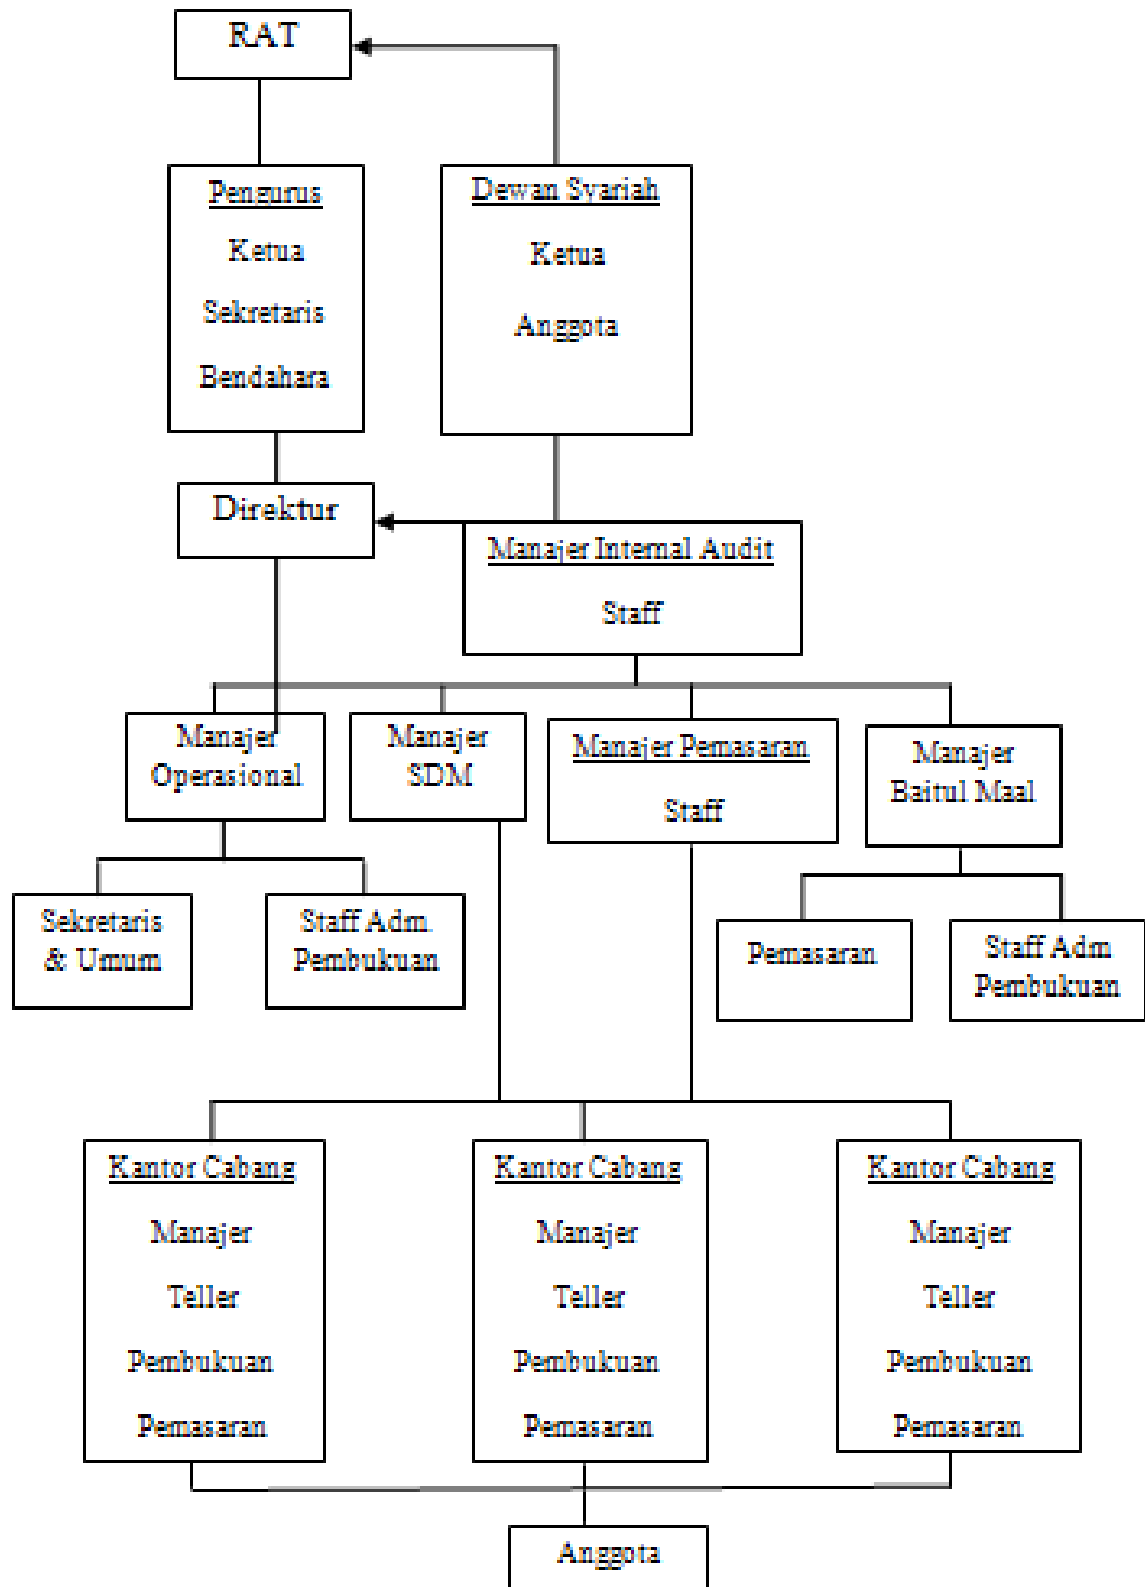 RAT
Pengurus
Ketua
Sekretaris
Bendahara
Dewan Syariah
Ketua
Anggota
Direktur
Manajer Internal Audit
Staff
Manajer
Operasional
Manajer
SDM
Manajer Pemasaran
Staff
Manajer
Baitul Maal
Sekretaris
& Umum
Staff Adm.
Pembukuan
Pemasaran
Staff Adm
Pembukuan
Kantor Cabang
Manajer
Teller
Pembukuan
Pemasaran
Kantor Cabang
Manajer
Teller
Pembukuan
Pemasaran
Kantor Cabang
Manajer
Teller
Pembukuan
Pemasaran
Anggota